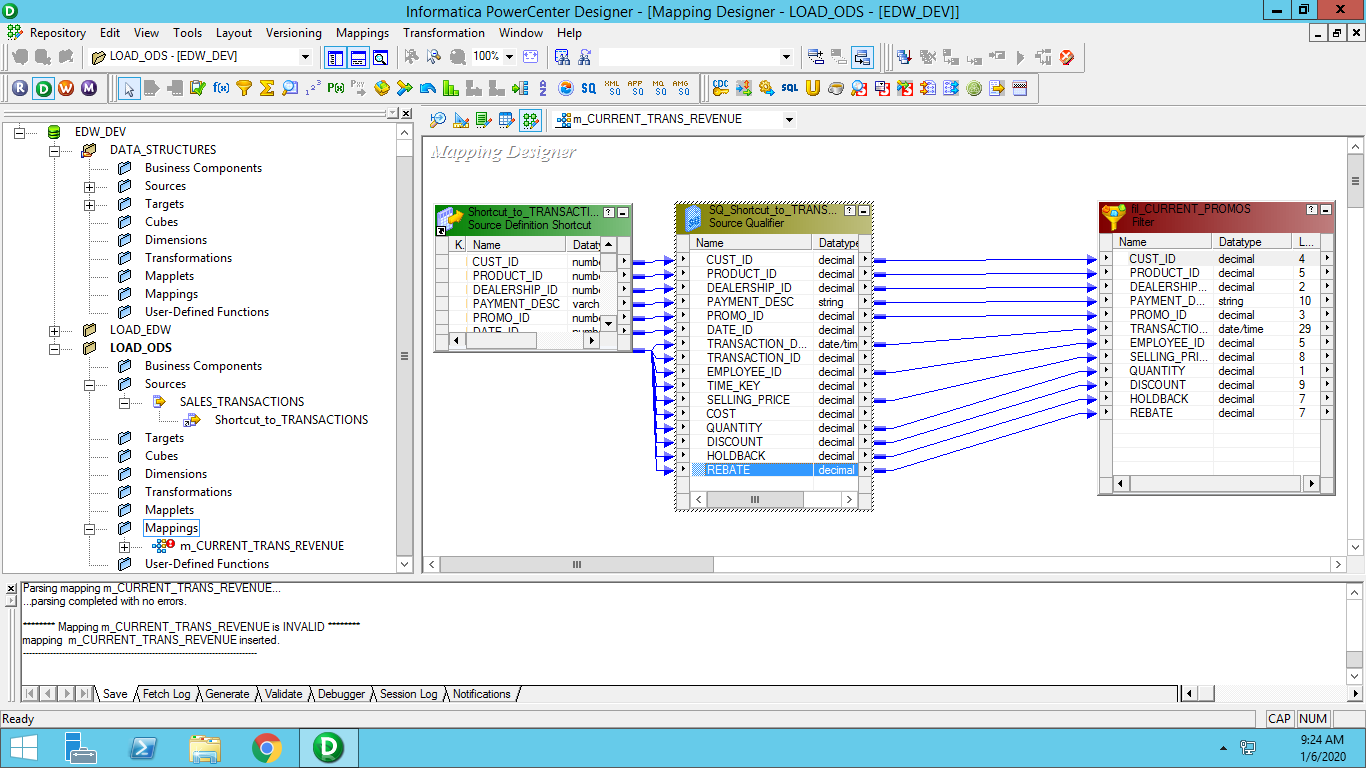 Informatica PowerCenter Designer - [Mapping Designer - LOAD_ODS - [EDW_DEV]]
Repository Edit View Tools Layout Versioning Mappings Transformation Window Help
LOAD_ODS - [EDW_DEV] 100%
m_CURRENT_TRANS_REVENUE
Mapping Designer
EDW_DEV
DATA_STRUCTURES
Business Components
Sources
Targets
Cubes
Dimensions
Transformations
Mapplets
Mappings
User-Defined Functions
LOAD_EDW
LOAD_ODS
Business Components
Sources
SALES_TRANSACTIONS
Shortcut_to_TRANSACTIONS
Targets
Cubes
Dimensions
Transformations
Mapplets
Mappings
m_CURRENT_TRANS_REVENUE
User-Defined Functions
Shortcut_to_TRANSACTI...
Source Definition Shortcut
K. Name Dataty
CUST_ID numbe
PRODUCT_ID numbe
DEALERSHIP_ID numbe
PAYMENT_DESC varch
PROMO_ID numbe
DATE_ID numbe
SQ_Shortcut_to_TRANS...
Source Qualifier
Name Datatype
CUST_ID decimal
PRODUCT_ID decimal
DEALERSHIP_ID decimal
PAYMENT_DESC string
PROMO_ID decimal
DATE_ID decimal
TRANSACTION_D... date/tim
TRANSACTION_ID decimal
EMPLOYEE_ID decimal
TIME_KEY decimal
SELLING_PRICE decimal
COST decimal
QUANTITY decimal
DISCOUNT decimal
HOLDBACK decimal
REBATE decimal
fil_CURRENT_PROMOS
Filter
Name Datatype L...
CUST_ID decimal 4
PRODUCT_ID decimal 5
DEALERSHIP... decimal 2
PAYMENT_D... string 10
PROMO_ID decimal 3
TRANSACTIO... date/time 29
EMPLOYEE_ID decimal 5
SELLING_PRI... decimal 8
QUANTITY decimal 1
DISCOUNT decimal 9
HOLDBACK decimal 7
REBATE decimal 7
Parsing mapping m_CURRENT_TRANS_REVENUE...
...parsing completed with no errors.
******** Mapping m_CURRENT_TRANS_REVENUE is INVALID ********
mapping m_CURRENT_TRANS_REVENUE inserted.
Save Fetch Log Generate Validate Debugger Session Log Notifications
Ready CAP NUM
9:24 AM
1/6/2020